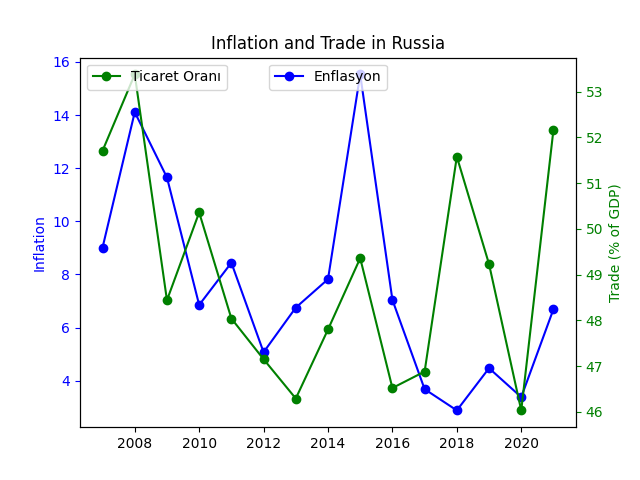 Inflation and Trade in Russia
Ticaret Oranı
Enflasyon
16
14
12
10
8
6
4
Inflation
53
52
51
50
49
48
47
46
Trade (% of GDP)
2008 2010 2012 2014 2016 2018 2020